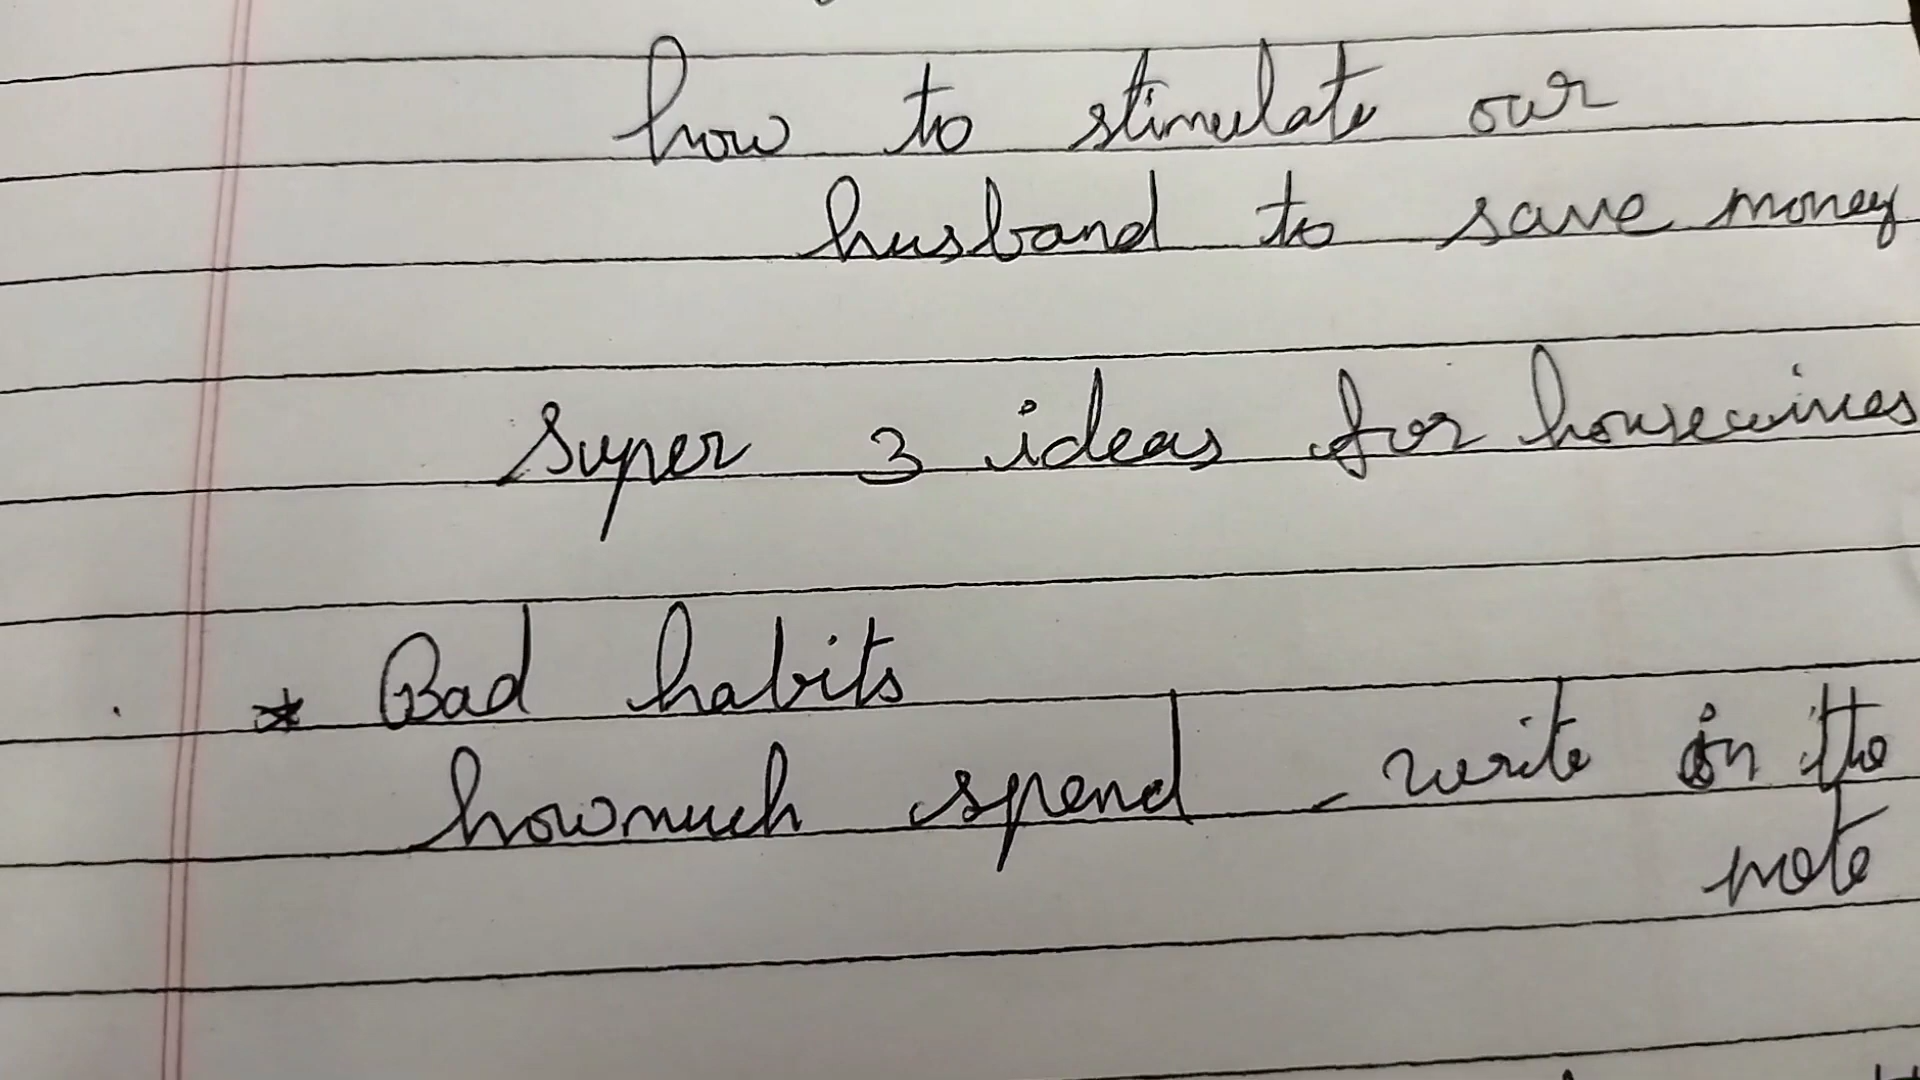 how to stimulate our
husband to save money
super 3 ideas for housewives
* Bad habits
howmuch spend - write in the
note